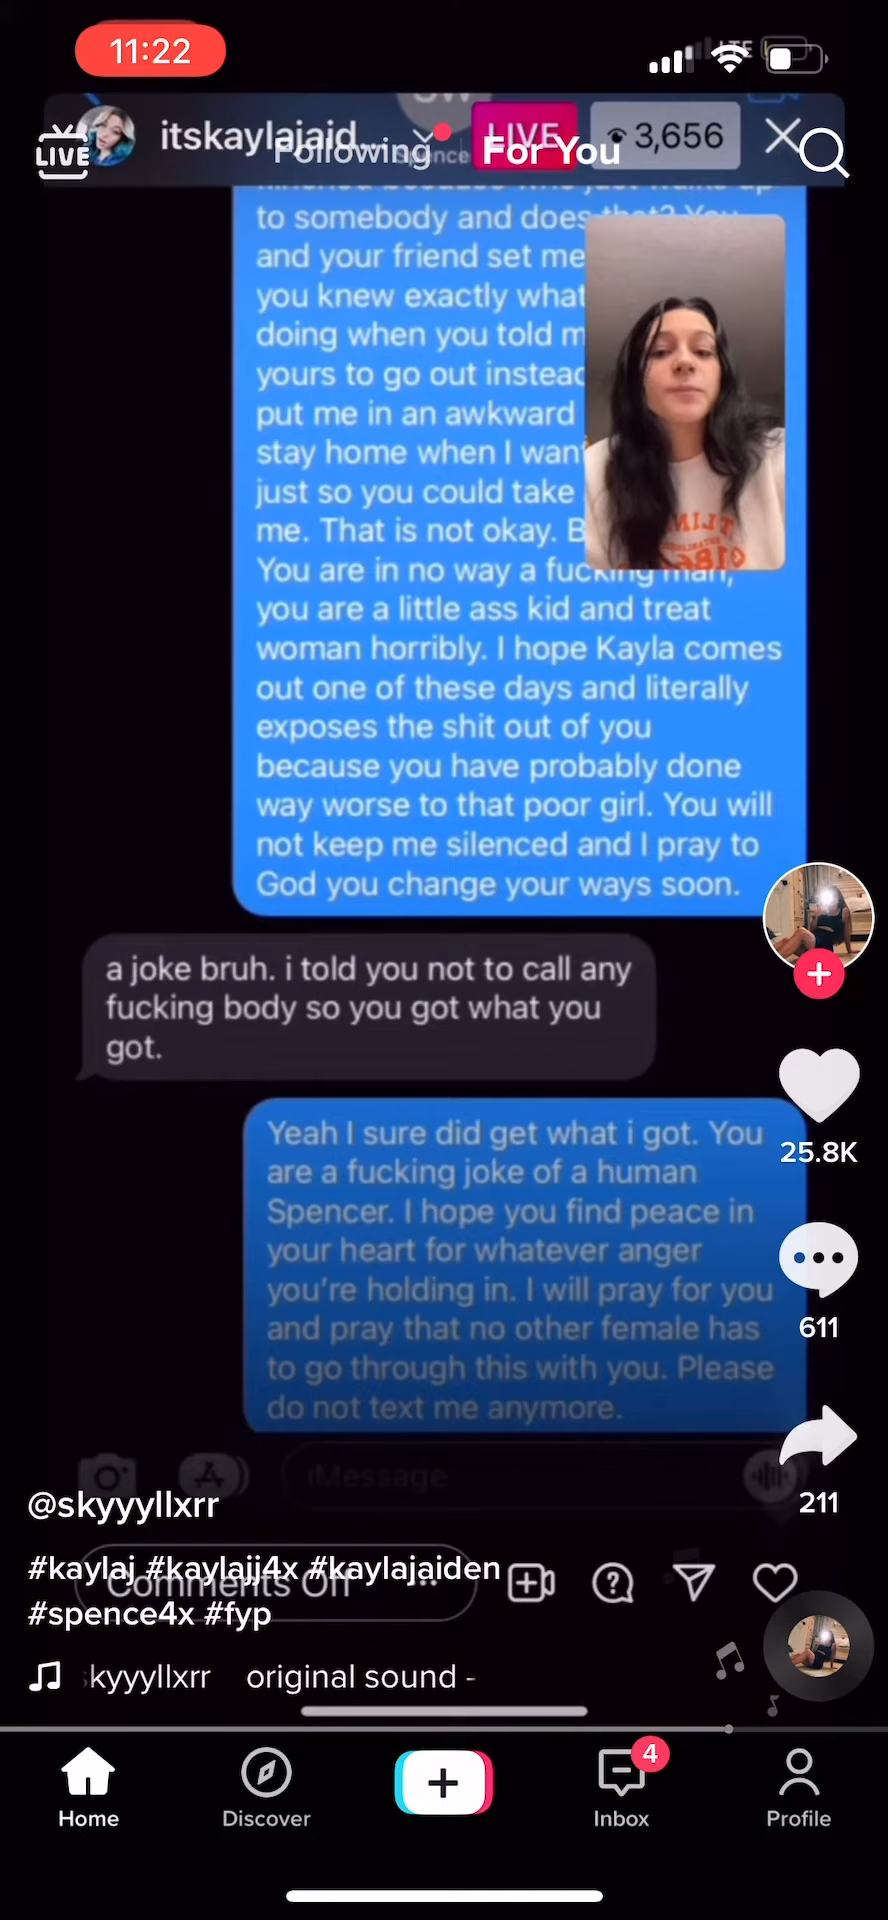 11:22
LTE
itskaylajaid...
LIVE
3,656
LIVE
Following
For You
to somebody and does that? You
and your friend set me
you knew exactly what
doing when you told m
yours to go out instead
put me in an awkward
stay home when I want
just so you could take
me. That is not okay. B
You are in no way a fucking man,
you are a little ass kid and treat
woman horribly. I hope Kayla comes
out one of these days and literally
exposes the shit out of you
because you have probably done
way worse to that poor girl. You will
not keep me silenced and I pray to
God you change your ways soon.
a joke bruh. i told you not to call any
fucking body so you got what you
got.
Yeah I sure did get what i got. You
are a fucking joke of a human
Spencer. I hope you find peace in
your heart for whatever anger
you're holding in. I will pray for you
and pray that no other female has
to go through this with you. Please
do not text me anymore.
25.8K
611
211
iMessage
@skyyyllxrr
#kaylaj #kaylajj4x #kaylajaiden
Comments Off
#spence4x #fyp
kyyyllxrr original sound -
Home
Discover
4
Inbox
Profile